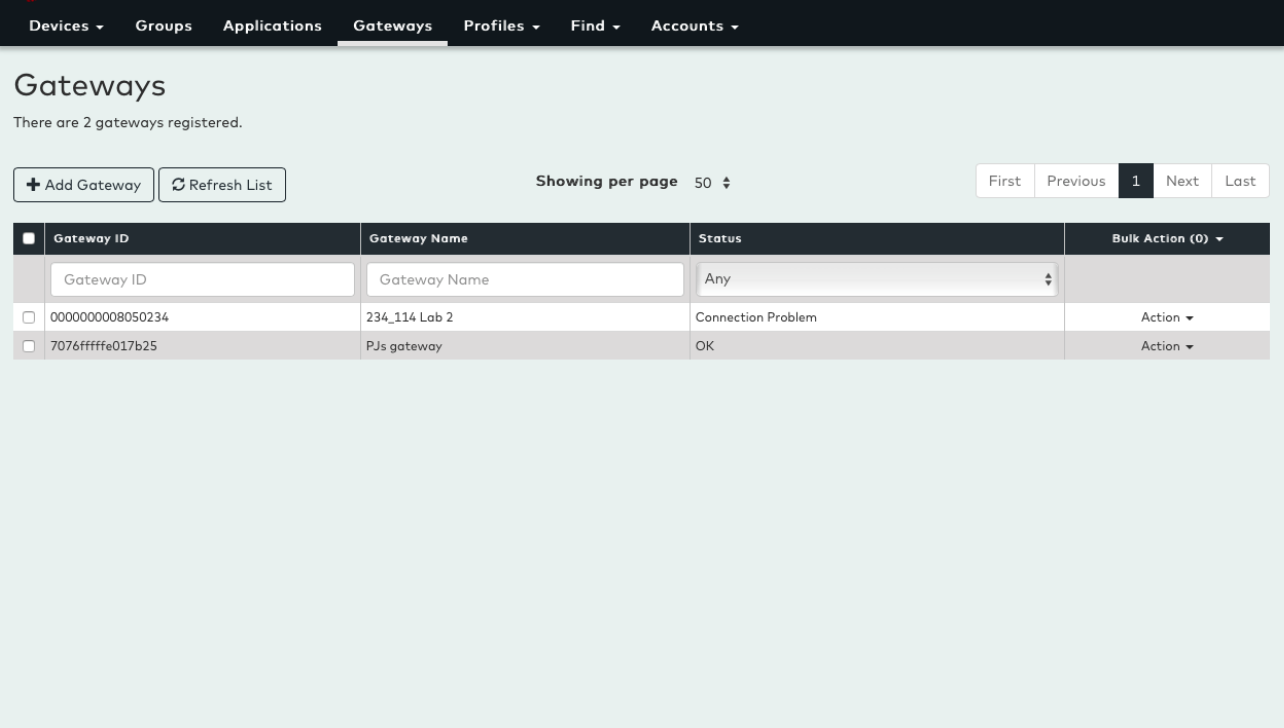 Devices Groups Applications Gateways Profiles Find Accounts
Gateways
There are 2 gateways registered.
Add Gateway Refresh List Showing per page 50 First Previous 1 Next Last
Gateway ID Gateway Name Status Bulk Action (0)
Gateway ID Gateway Name Any
0000000008050234 234_114 Lab 2 Connection Problem Action
7076fffffe017b25 PJs gateway OK Action